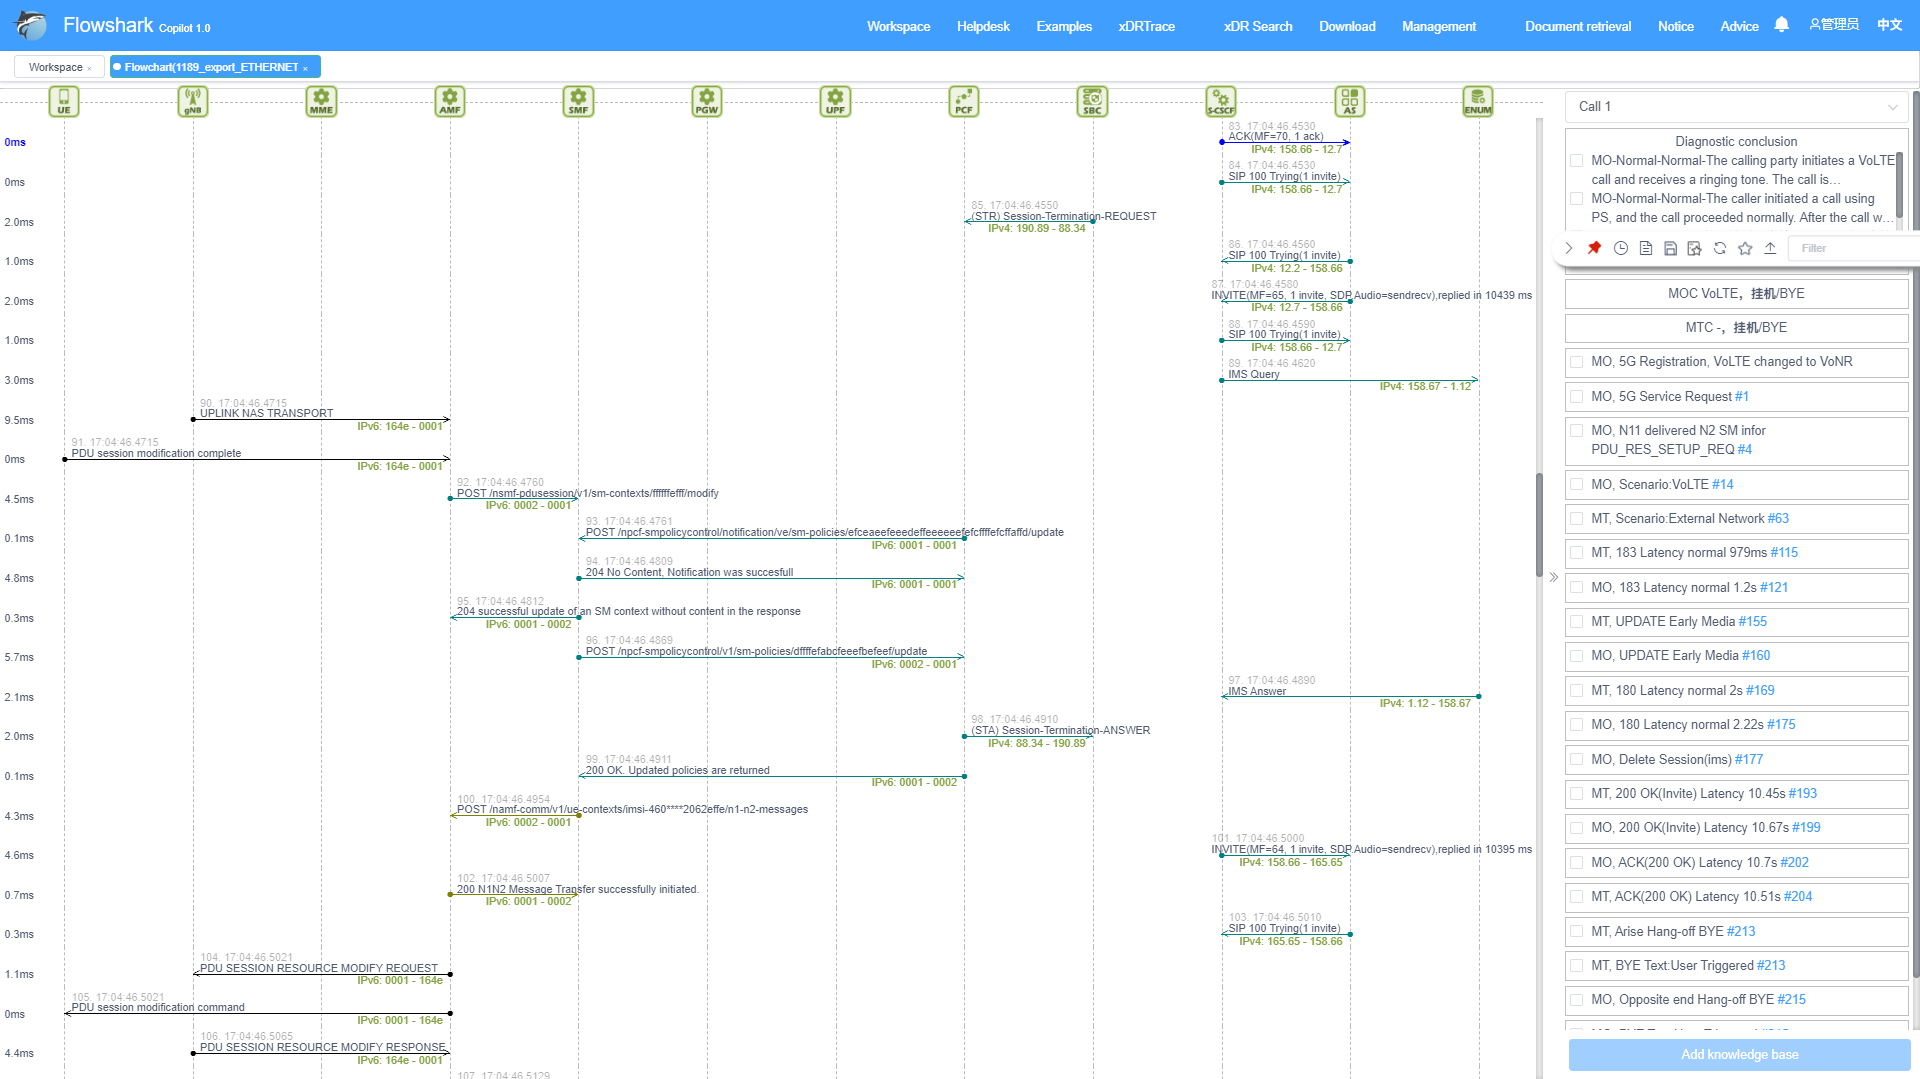 Flowshark Copilot 1.0
Workspace Helpdesk Examples xDRTrace xDR Search Download Management Document retrieval Notice Advice 管理员 中文
Workspace × Flowchart(1189_export_ETHERNET ×
UE gNB MME AMF SMF PGW UPF PCF SBC S-CSCF AS ENUM
0ms
83. 17:04:46.4530
ACK(MF=70, 1 ack)
IPv4: 158.66 - 12.7
0ms
84. 17:04:46.4530
SIP 100 Trying(1 invite)
IPv4: 158.66 - 12.7
2.0ms
85. 17:04:46.4550
(STR) Session-Termination-REQUEST
IPv4: 190.89 - 88.34
1.0ms
86. 17:04:46.4560
SIP 100 Trying(1 invite)
IPv4: 12.2 - 158.66
2.0ms
87. 17:04:46.4580
INVITE(MF=65, 1 invite, SDP Audio=sendrecv),replied in 10439 ms
IPv4: 12.7 - 158.66
1.0ms
88. 17:04:46.4590
SIP 100 Trying(1 invite)
IPv4: 158.66 - 12.7
3.0ms
89. 17:04:46.4620
IMS Query
IPv4: 158.67 - 1.12
9.5ms
90. 17:04:46.4715
UPLINK NAS TRANSPORT
IPv6: 164e - 0001
0ms
91. 17:04:46.4715
PDU session modification complete
IPv6: 164e - 0001
4.5ms
92. 17:04:46.4760
POST /nsmf-pdusession/v1/sm-contexts/ffffffefff/modify
IPv6: 0002 - 0001
0.1ms
93. 17:04:46.4761
POST /npcf-smpolicycontrol/notification/ve/sm-policies/efceaeefeeedeffeeeeeefefcffffefcffaffd/update
IPv6: 0001 - 0001
4.8ms
94. 17:04:46.4809
204 No Content, Notification was succesfull
IPv6: 0001 - 0001
0.3ms
95. 17:04:46.4812
204 successful update of an SM context without content in the response
IPv6: 0001 - 0002
5.7ms
96. 17:04:46.4869
POST /npcf-smpolicycontrol/v1/sm-policies/dffffefabcfeeefbefeef/update
IPv6: 0002 - 0001
2.1ms
97. 17:04:46.4890
IMS Answer
IPv4: 1.12 - 158.67
2.0ms
98. 17:04:46.4910
(STA) Session-Termination-ANSWER
IPv4: 88.34 - 190.89
0.1ms
99. 17:04:46.4911
200 OK. Updated policies are returned
IPv6: 0001 - 0002
4.3ms
100. 17:04:46.4954
POST /namf-comm/v1/ue-contexts/imsi-460****2062effe/n1-n2-messages
IPv6: 0002 - 0001
4.6ms
101. 17:04:46.5000
INVITE(MF=64, 1 invite, SDP Audio=sendrecv),replied in 10395 ms
IPv4: 158.66 - 165.65
0.7ms
102. 17:04:46.5007
200 N1N2 Message Transfer successfully initiated.
IPv6: 0001 - 0002
0.3ms
103. 17:04:46.5010
SIP 100 Trying(1 invite)
IPv4: 165.65 - 158.66
1.1ms
104. 17:04:46.5021
PDU SESSION RESOURCE MODIFY REQUEST
IPv6: 0001 - 164e
0ms
105. 17:04:46.5021
PDU session modification command
IPv6: 0001 - 164e
4.4ms
106. 17:04:46.5065
PDU SESSION RESOURCE MODIFY RESPONSE
IPv6: 164e - 0001
107. 17:04:46.5129
Call 1
Diagnostic conclusion
MO-Normal-Normal-The calling party initiates a VoLTE
call and receives a ringing tone. The call is...
MO-Normal-Normal-The caller initiated a call using
PS, and the call proceeded normally. After the call w...
Filter
MOC VoLTE，挂机/BYE
MTC -，挂机/BYE
MO, 5G Registration, VoLTE changed to VoNR
MO, 5G Service Request #1
MO, N11 delivered N2 SM infor
PDU_RES_SETUP_REQ #4
MO, Scenario:VoLTE #14
MT, Scenario:External Network #63
MT, 183 Latency normal 979ms #115
MO, 183 Latency normal 1.2s #121
MT, UPDATE Early Media #155
MO, UPDATE Early Media #160
MT, 180 Latency normal 2s #169
MO, 180 Latency normal 2.22s #175
MO, Delete Session(ims) #177
MT, 200 OK(Invite) Latency 10.45s #193
MO, 200 OK(Invite) Latency 10.67s #199
MO, ACK(200 OK) Latency 10.7s #202
MT, ACK(200 OK) Latency 10.51s #204
MT, Arise Hang-off BYE #213
MT, BYE Text:User Triggered #213
MO, Opposite end Hang-off BYE #215
Add knowledge base